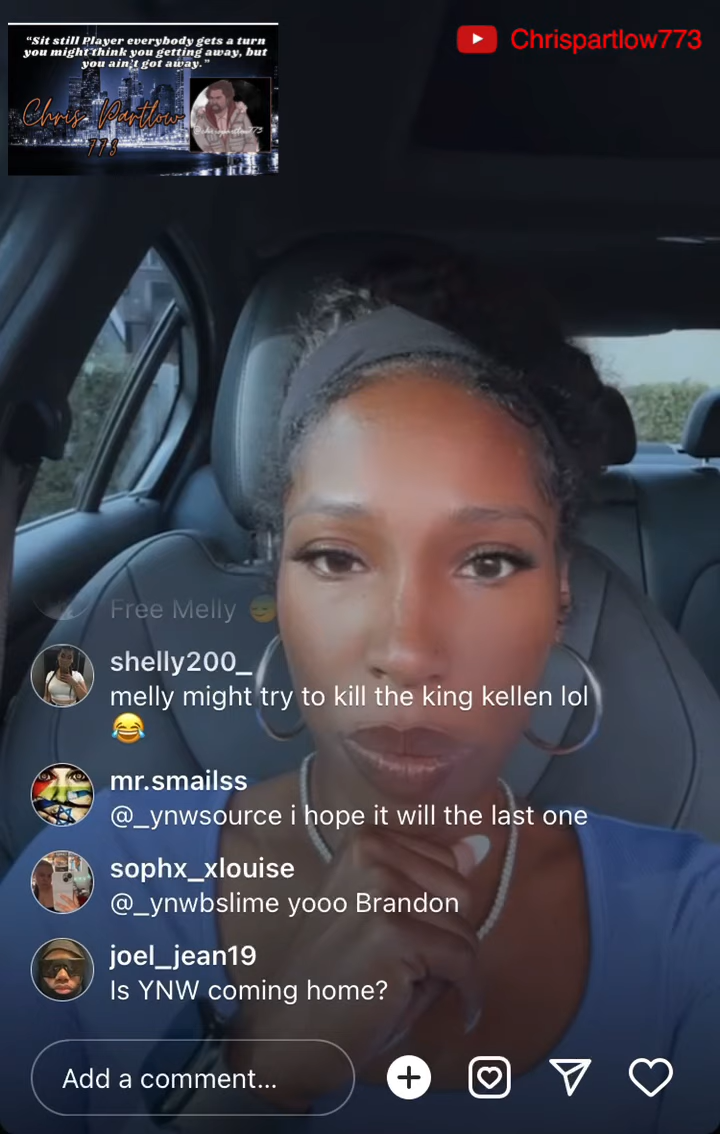 "Sit still Player everybody gets a turn
you might think you getting away, but
you ain't got away."
Chris Partlow
773
Chrispartlow773
Free Melly 😴
shelly200_
melly might try to kill the king kellen lol
😂
mr.smailss
@_ynwsource i hope it will the last one
sophx_xlouise
@_ynwbslime yooo Brandon
joel_jean19
Is YNW coming home?
Add a comment...